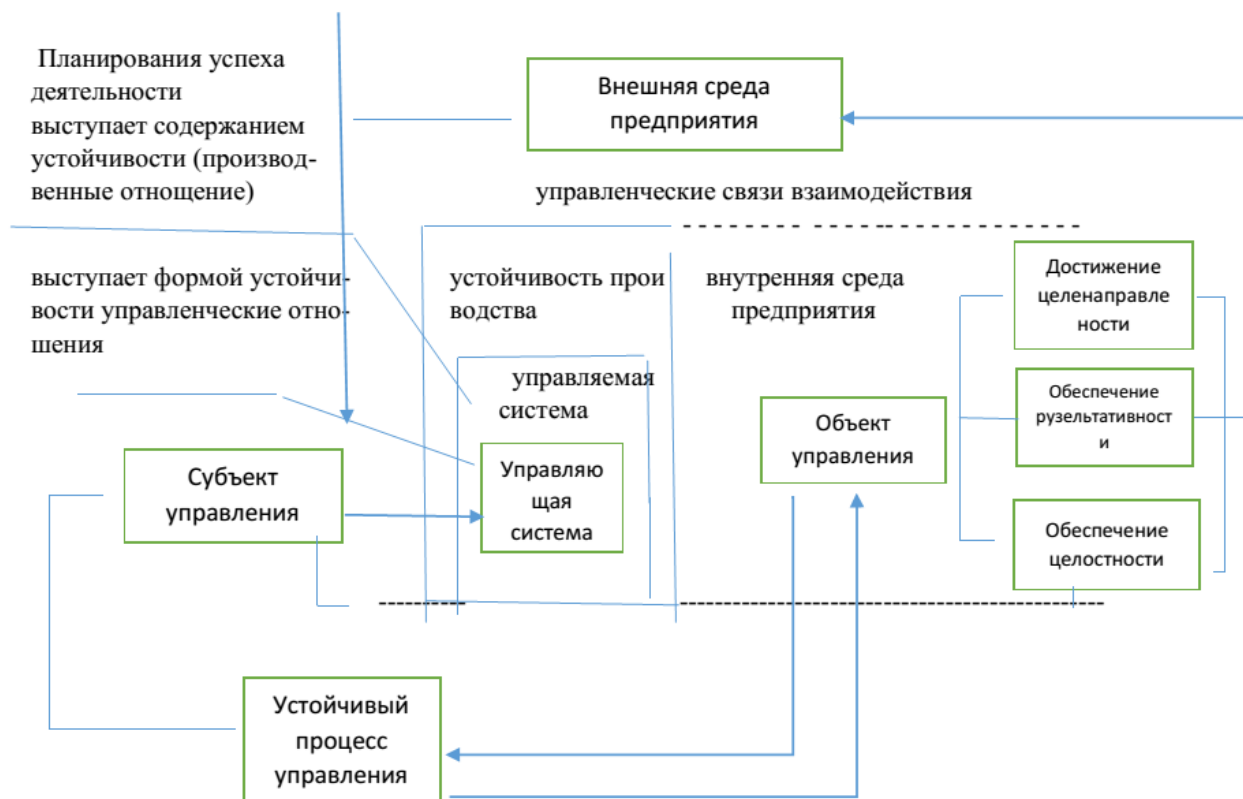 Планирования успеха
деятельности
выступает содержанием
устойчивости (производ-
венные отнощение)
Внешняя среда
предприятия
управленческие связи взаимодействия
выступает формой устойчи-
вости управленческие отно-
шения
устойчивость прои
водства
внутренняя среда
предприятия
Достижение
целенаправле
ности
управляемая
система
Обеспечение
рузельтативност
и
Объект
управления
Субъект
управления
Управляю
щая
система
Обеспечение
целостности
Устойчивый
процесс
управления